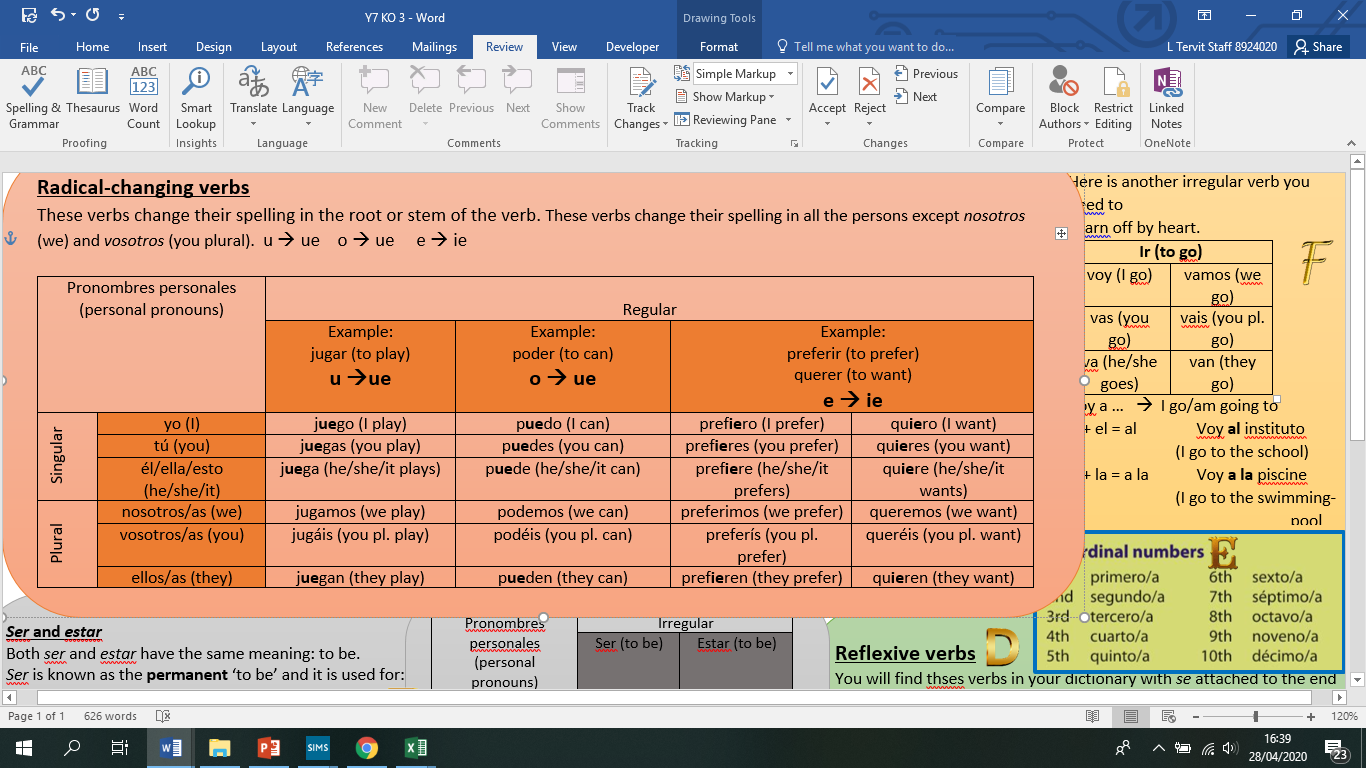 Y7 KO 3 - Word
Drawing Tools
File Home Insert Design Layout References Mailings Review View Developer Format Tell me what you want to do... L Tervit Staff 8924020 Share
ABC ABC 123
Spelling & Grammar Thesaurus Word Count Smart Lookup Translate Language New Comment Delete Previous Next Show Comments Track Changes Simple Markup Show Markup Reviewing Pane Accept Reject Previous Next Compare Block Authors Restrict Editing Linked Notes
Proofing Insights Language Comments Tracking Changes Compare Protect OneNote
Radical-changing verbs
These verbs change their spelling in the root or stem of the verb. These verbs change their spelling in all the persons except nosotros
(we) and vosotros (you plural). u → ue o → ue e → ie
Pronombres personales
(personal pronouns)
Regular
Example:
jugar (to play)
u →ue
Example:
poder (to can)
o → ue
Example:
preferir (to prefer)
querer (to want)
e → ie
Singular
yo (I) juego (I play) puedo (I can) prefiero (I prefer) quiero (I want)
tú (you) juegas (you play) puedes (you can) prefieres (you prefer) quieres (you want)
él/ella/esto juega (he/she/it plays) puede (he/she/it can) prefiere (he/she/it quiere (he/she/it
(he/she/it) prefers) wants)
Plural
nosotros/as (we) jugamos (we play) podemos (we can) preferimos (we prefer) queremos (we want)
vosotros/as (you) jugáis (you pl. play) podéis (you pl. can) preferís (you pl. queréis (you pl. want)
prefer)
ellos/as (they) juegan (they play) pueden (they can) prefieren (they prefer) quieren (they want)
Here is another irregular verb you
eed to
arn off by heart.
F
Ir (to go)
voy (I go) vamos (we
go)
vas (you vais (you pl.
go) go)
va (he/she van (they
goes) go)
oy a ... → I go/am going to
+ el = al Voy al instituto
(I go to the school)
+ la = a la Voy a la piscine
(I go to the swimming-
pool
rdinal numbers E
primero/a 6th sexto/a
nd segundo/a 7th séptimo/a
3rd tercero/a 8th octavo/a
4th cuarto/a 9th noveno/a
5th quinto/a 10th décimo/a
Ser and estar
Both ser and estar have the same meaning: to be.
Ser is known as the permanent 'to be' and it is used for:
Pronombres
personales
(personal
pronouns)
Irregular
Ser (to be) Estar (to be)
Reflexive verbs D
You will find thses verbs in your dictionary with se attached to the end
Page 1 of 1 626 words 120%
SIMS
16:39
28/04/2020
23